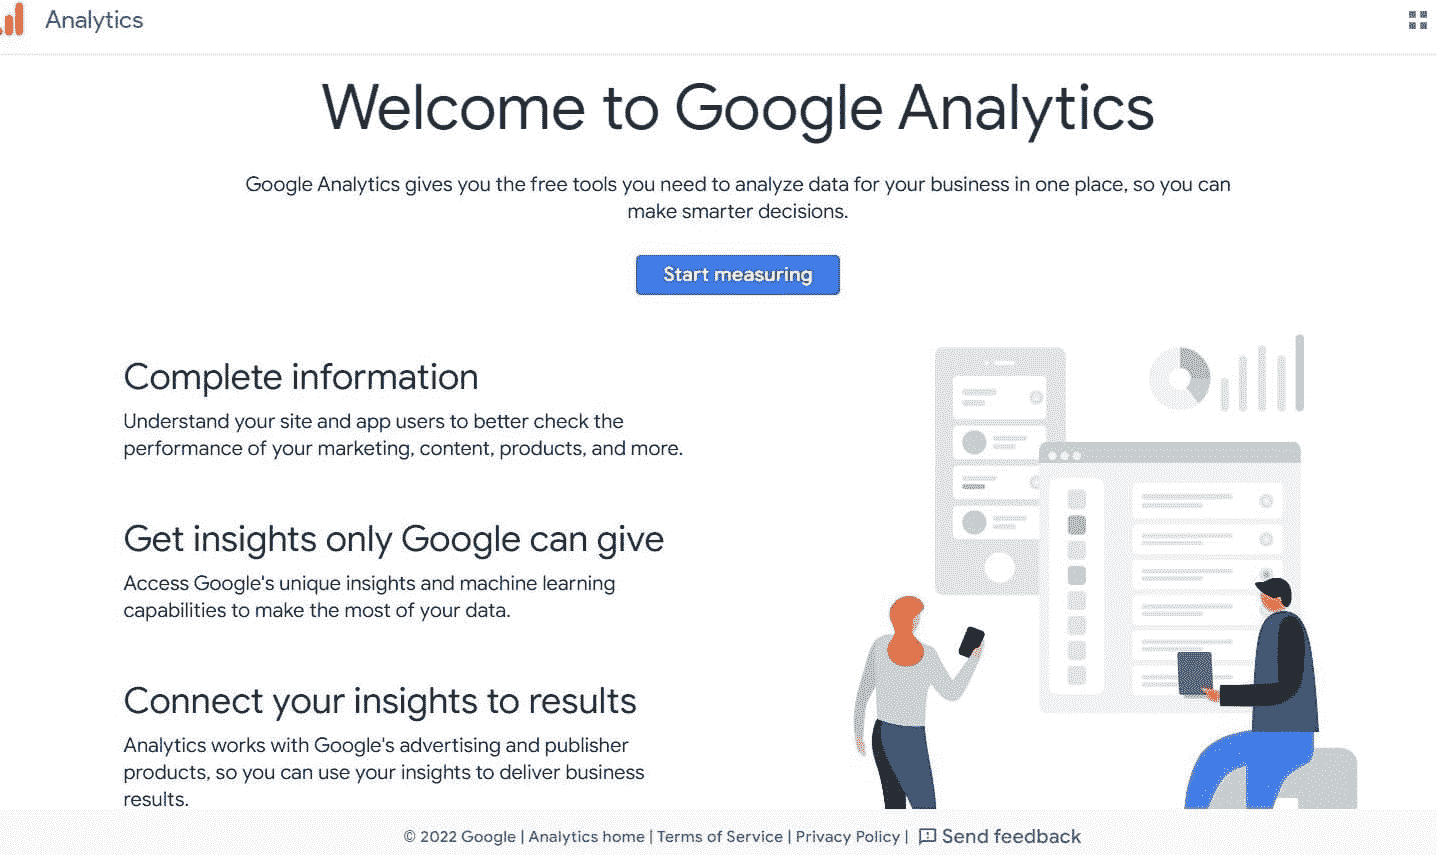 Analytics
Welcome to Google Analytics
Google Analytics gives you the free tools you need to analyze data for your business in one place, so you can
make smarter decisions.
Start measuring
Complete information
Understand your site and app users to better check the
performance of your marketing, content, products, and more.
Get insights only Google can give
Access Google's unique insights and machine learning
capabilities to make the most of your data.
Connect your insights to results
Analytics works with Google's advertising and publisher
products, so you can use your insights to deliver business
results.
© 2022 Google | Analytics home | Terms of Service | Privacy Policy | Send feedback